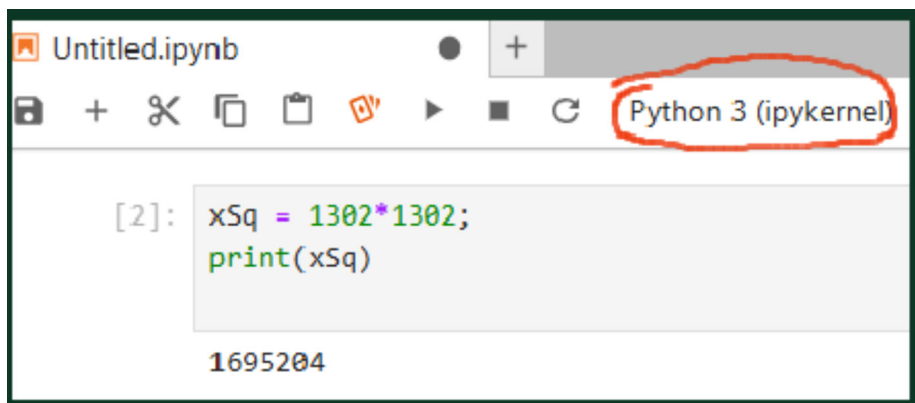 Untitled.ipynb
Python 3 (ipykernel)
[2]: xSq = 1302*1302;
print(xSq)
1695204